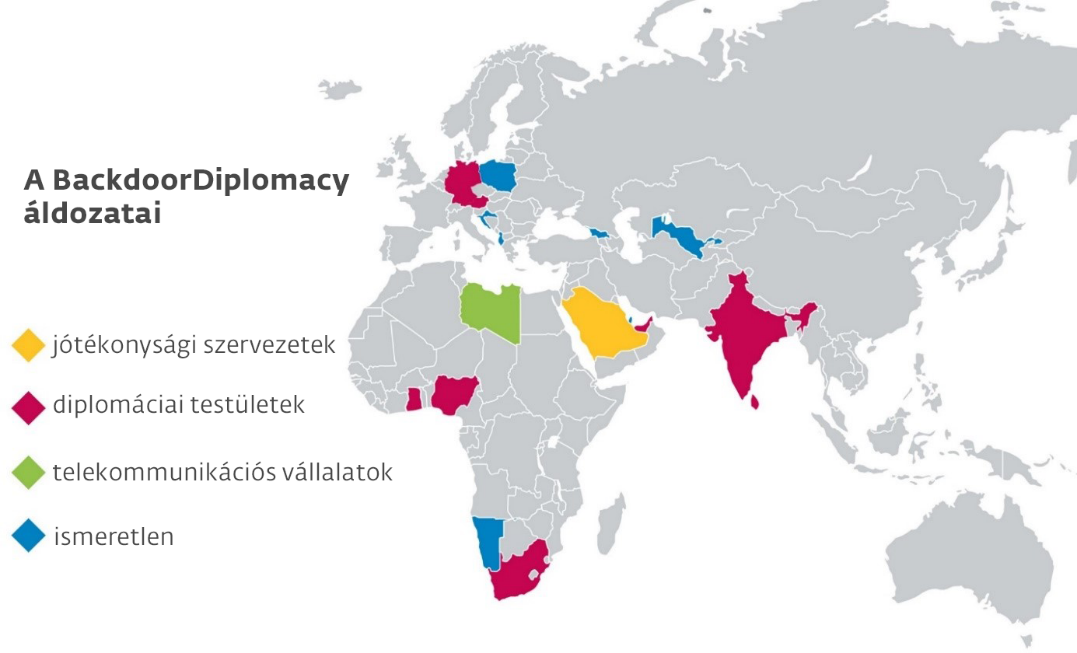 A BackdoorDiplomacy
áldozatai
jótékonysági szervezetek
diplomáciai testületek
telekommunikációs vállalatok
ismeretlen